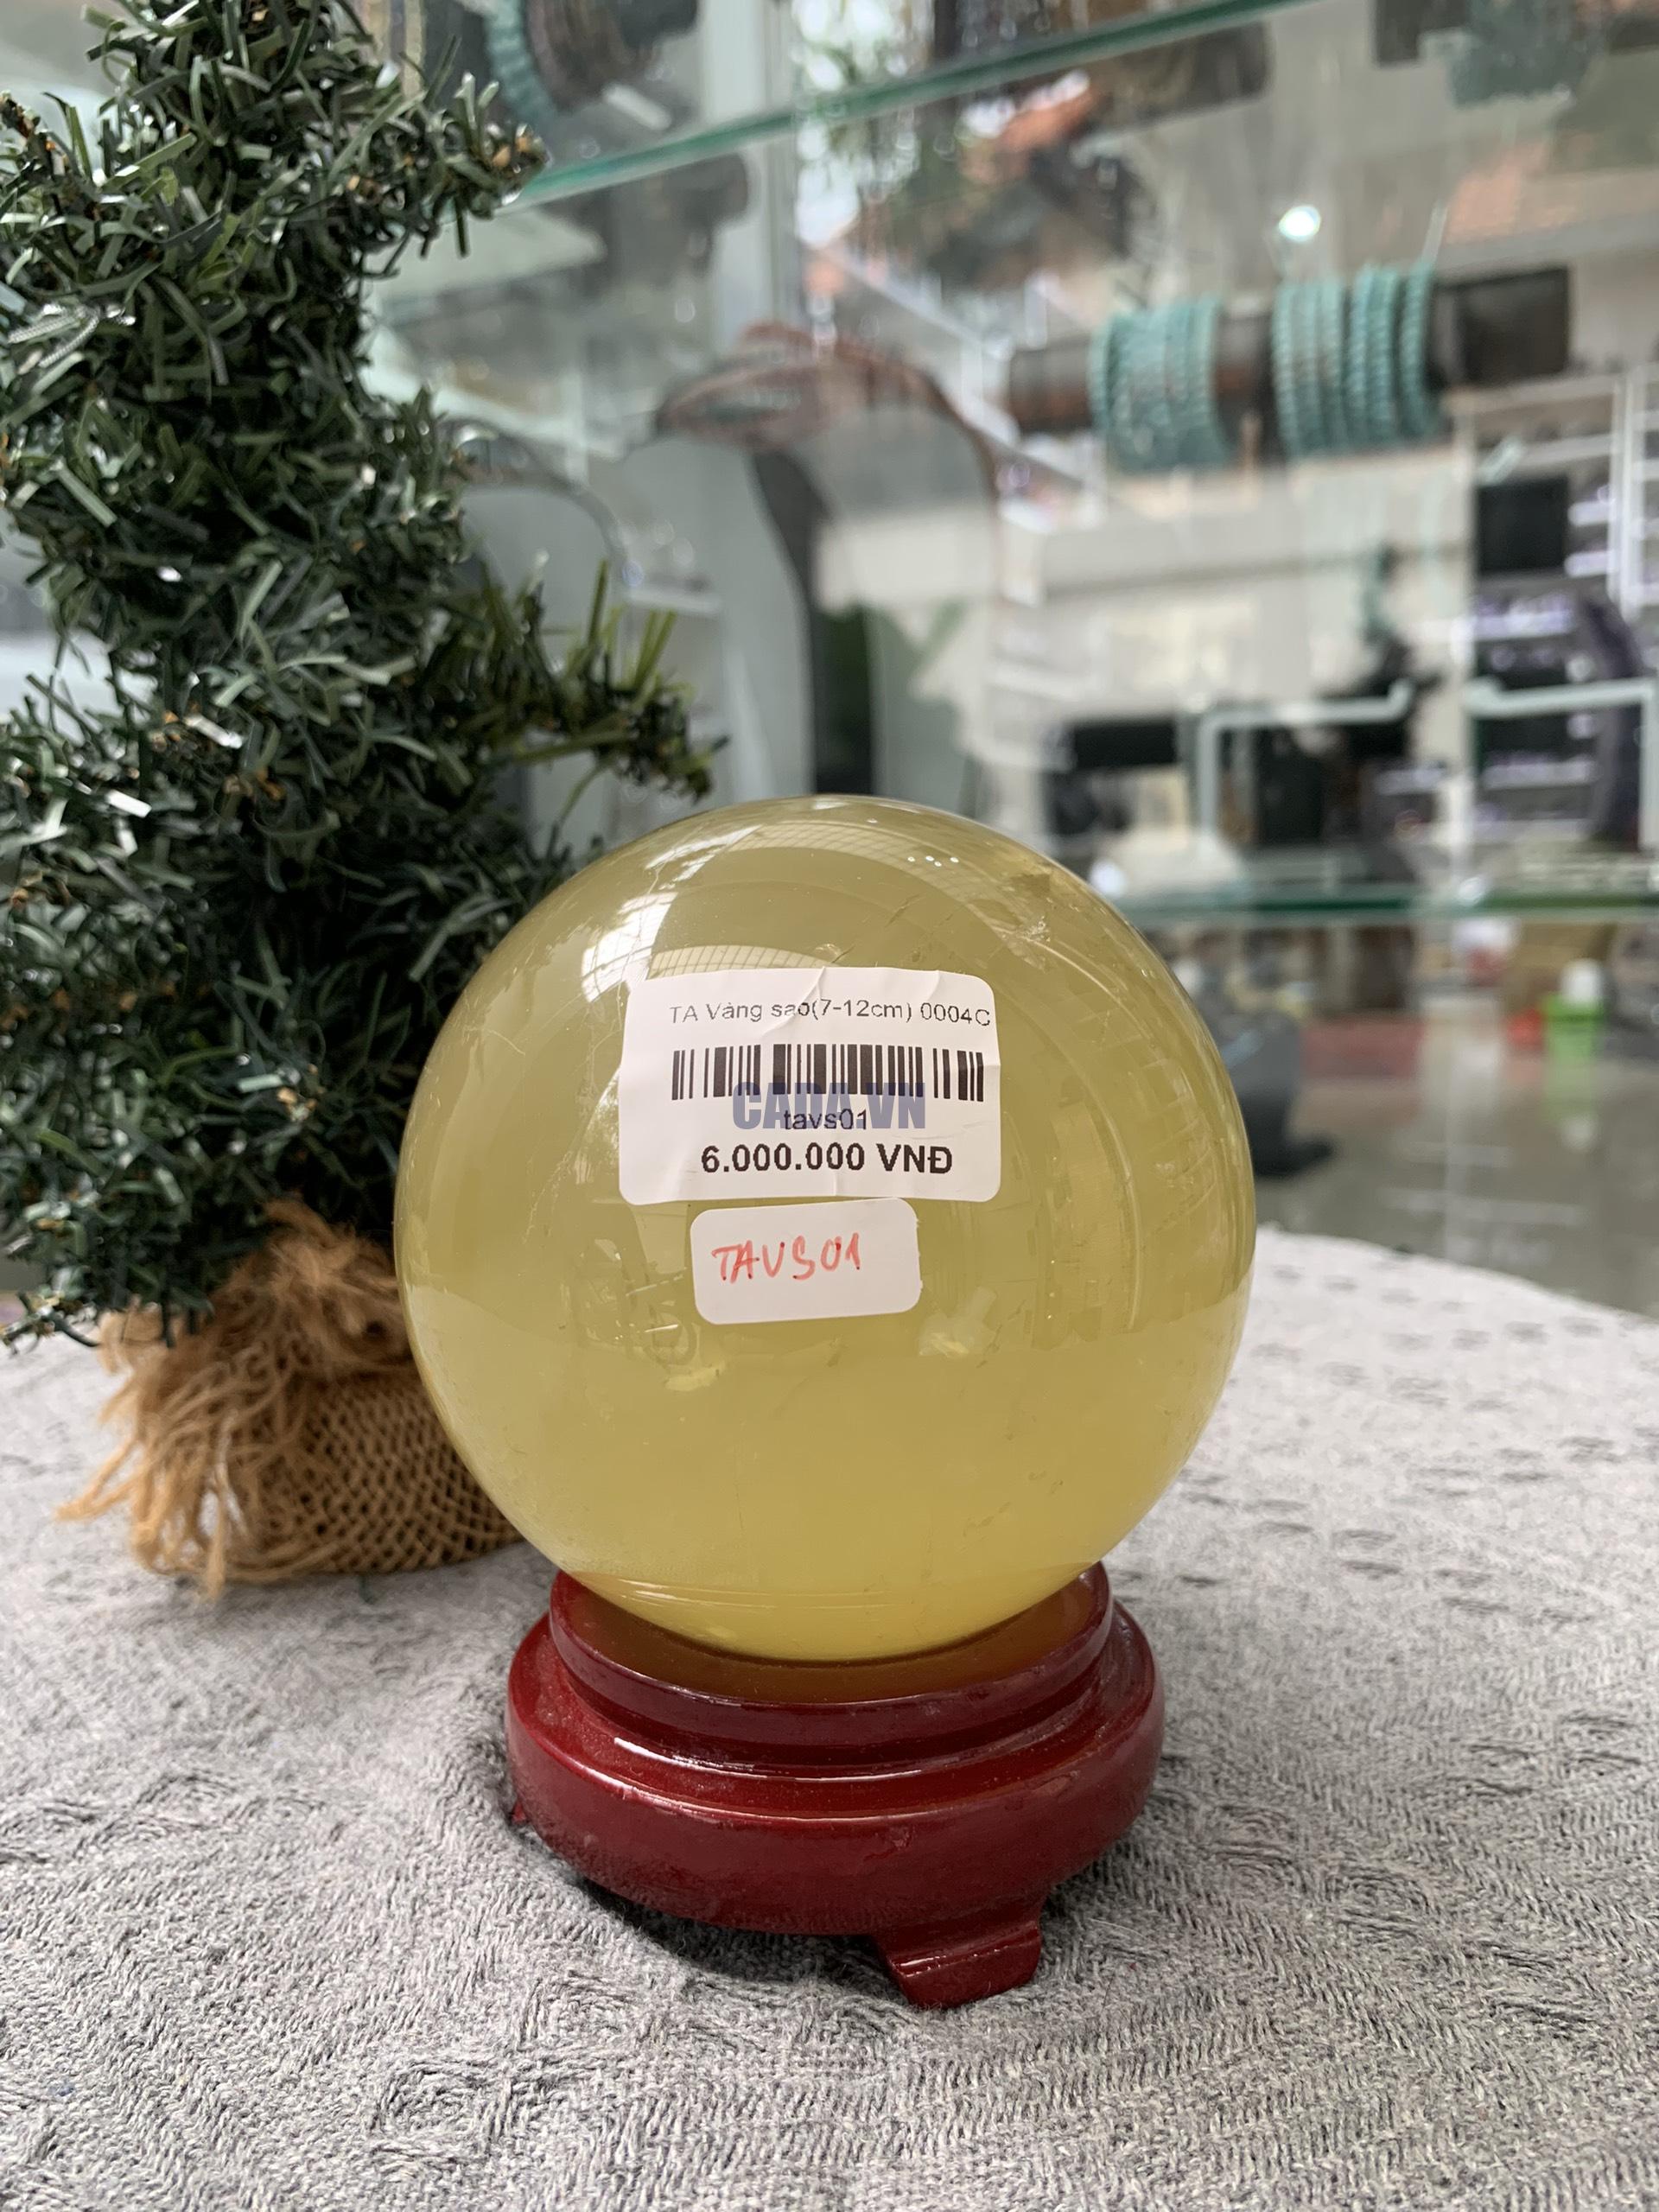 TA Vàng sao(7-12cm) 0004C
CADA.VN
tavs01
6.000.000 VNĐ
TAVS01